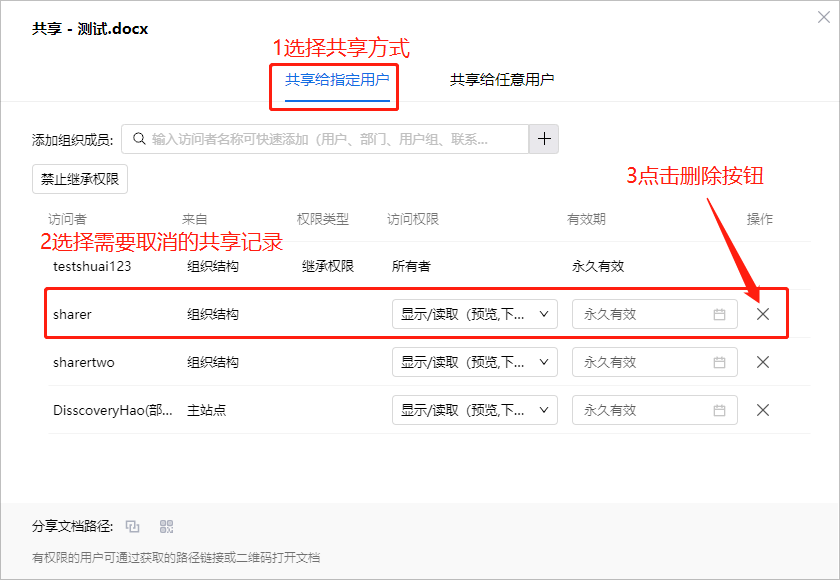 共享 - 测试.docx
1选择共享方式
共享给指定用户 共享给任意用户
添加组织成员: 输入访问者名称可快速添加（用户、部门、用户组、联系...
禁止继承权限
3点击删除按钮
访问者 来自 权限类型 访问权限 有效期 操作
2选择需要取消的共享记录
testshuai123 组织结构 继承权限 所有者 永久有效
sharer 组织结构 显示/读取（预览,下... 永久有效
sharertwo 组织结构 显示/读取（预览,下... 永久有效
DisscoveryHao(部... 主站点 显示/读取（预览,下... 永久有效
分享文档路径:
有权限的用户可通过获取的路径链接或二维码打开文档